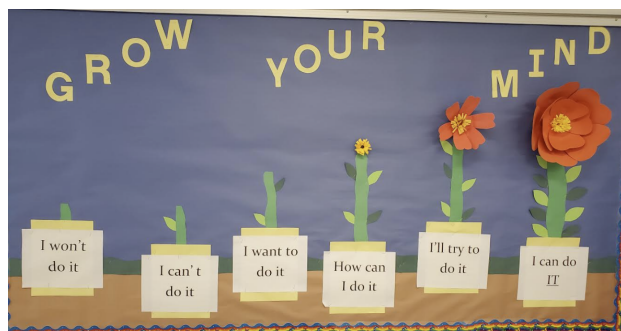 GROW YOUR MIND
I won't
do it
I can't
do it
I want to
do it
How can
I do it
I'll try to
do it
I can do
IT